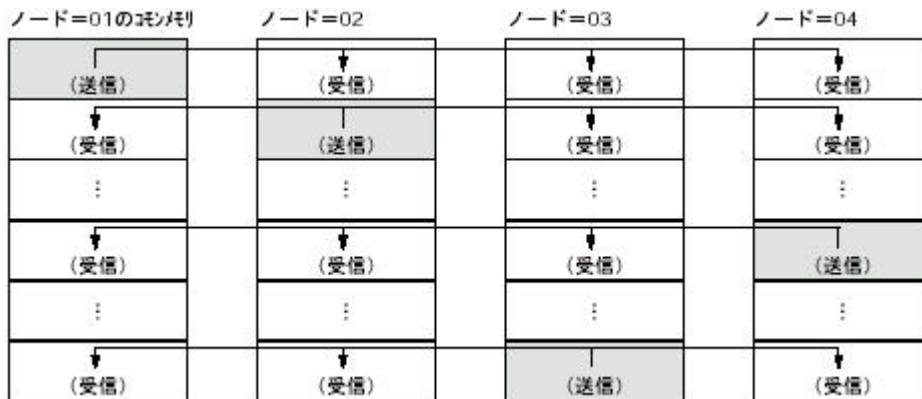 ノード=01のｺﾓﾝﾒﾓﾘ ノード=02 ノード=03 ノード=04
(送信) (受信) (受信) (受信)
(受信) (送信) (受信) (受信)
⋮ ⋮ ⋮ ⋮
(受信) (受信) (受信) (送信)
⋮ ⋮ ⋮ ⋮
(受信) (受信) (送信) (受信)